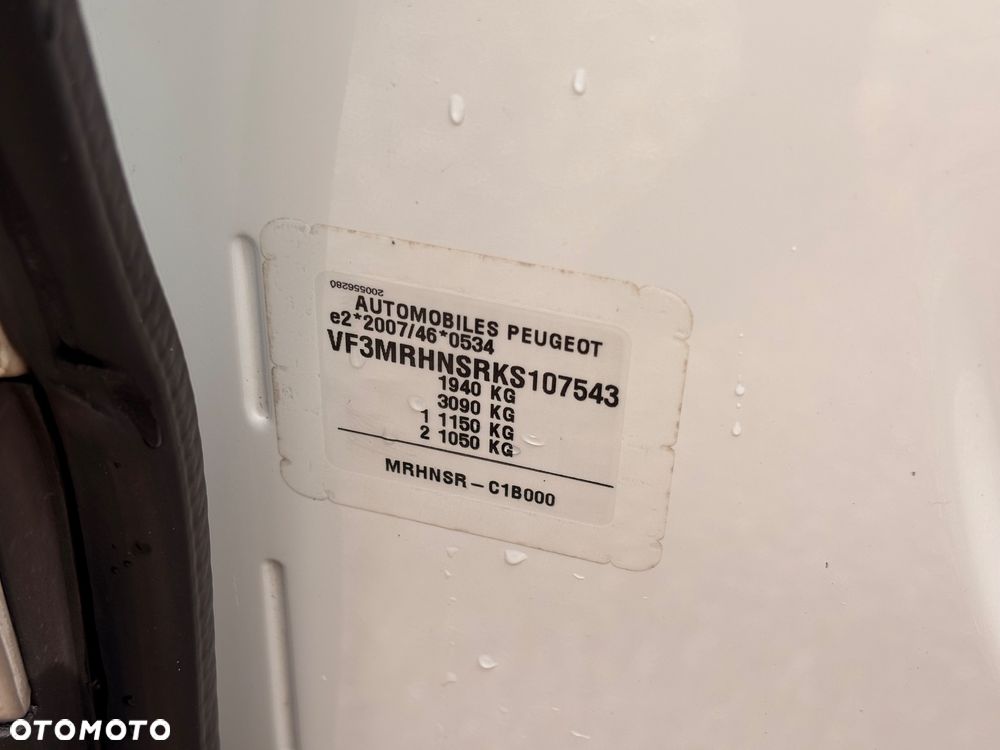 200556280
AUTOMOBILES PEUGEOT
e2*2007/46*0534
VF3MRHNSRKS107543
1940 KG
3090 KG
1 1150 KG
2 1050 KG
MRHNSR – C1B000
OTOMOTO